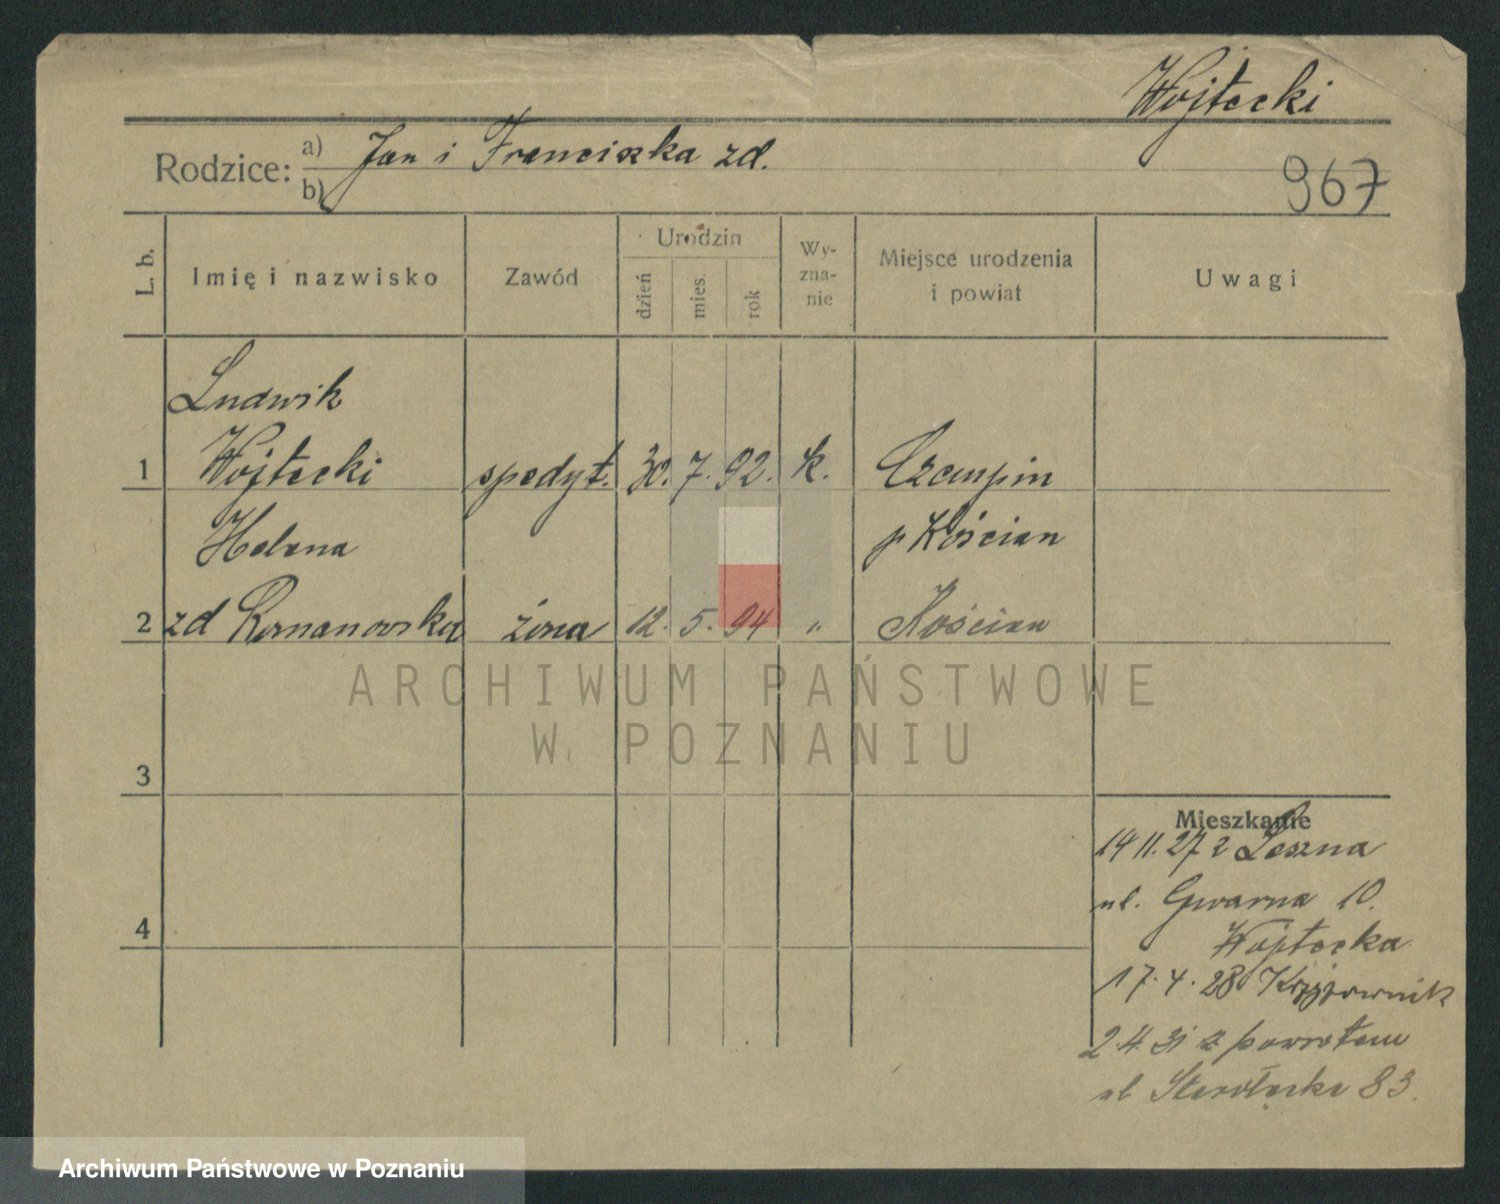 Wojtecki
Rodzice: a) Jan i Franciszka zd.
b)
967
L. b.
Imię i nazwisko
Zawód
Urodzin
dzień
mies.
rok
Wy-
zna-
nie
Miejsce urodzenia
i powiat
Uwagi
Ludwik
1 Wojtecki spedyt. 30. 7. 92. k. Czempin
Helena p Kościan
2 zd żona 12. 5. 94 " Kościan
ARCHIWUM PAŃSTWOWE
W POZNANIU
3
Mieszkanie
14 11. 27 z Leszna
ul. Gwarna 10.
4
Wojtecka
17. 4. 28 Krzyżownik
2. 4. 31 z powrotem
ul 83.
Archiwum Państwowe w Poznaniu